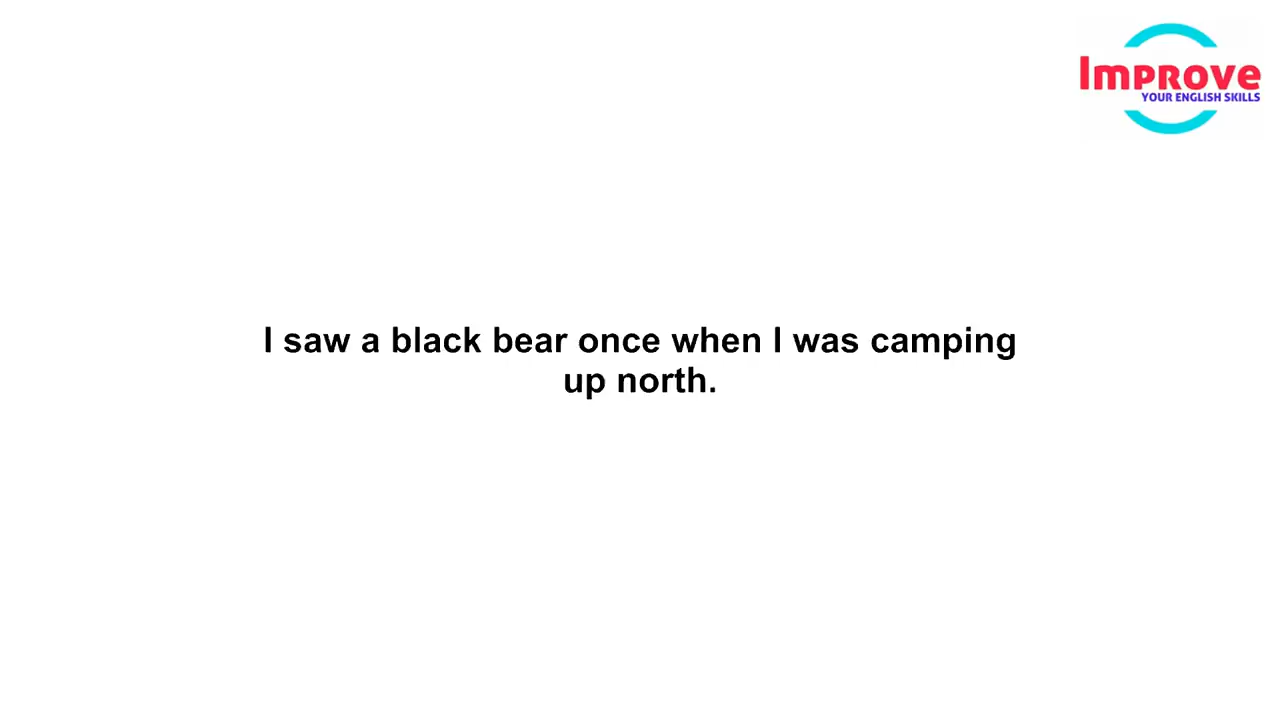 Improve
YOUR ENGLISH SKILLS
I saw a black bear once when I was camping
up north.